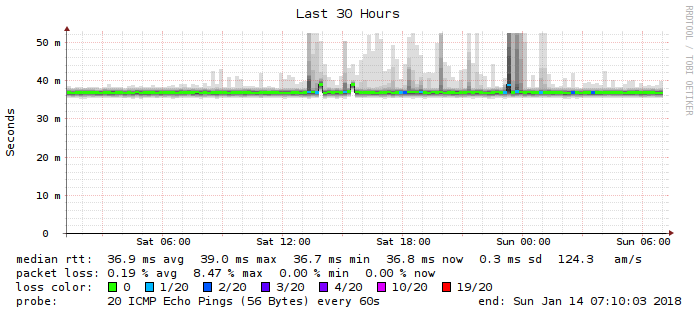 Last 30 Hours
RRDTOOL / TOBI OETIKER
Seconds
50 m
40 m
30 m
20 m
10 m
0
Sat 06:00 Sat 12:00 Sat 18:00 Sun 00:00 Sun 06:00
median rtt: 36.9 ms avg 39.0 ms max 36.7 ms min 36.8 ms now 0.3 ms sd 124.3 am/s
packet loss: 0.19 % avg 8.47 % max 0.00 % min 0.00 % now
loss color: 0 1/20 2/20 3/20 4/20 10/20 19/20
probe: 20 ICMP Echo Pings (56 Bytes) every 60s end: Sun Jan 14 07:10:03 2018